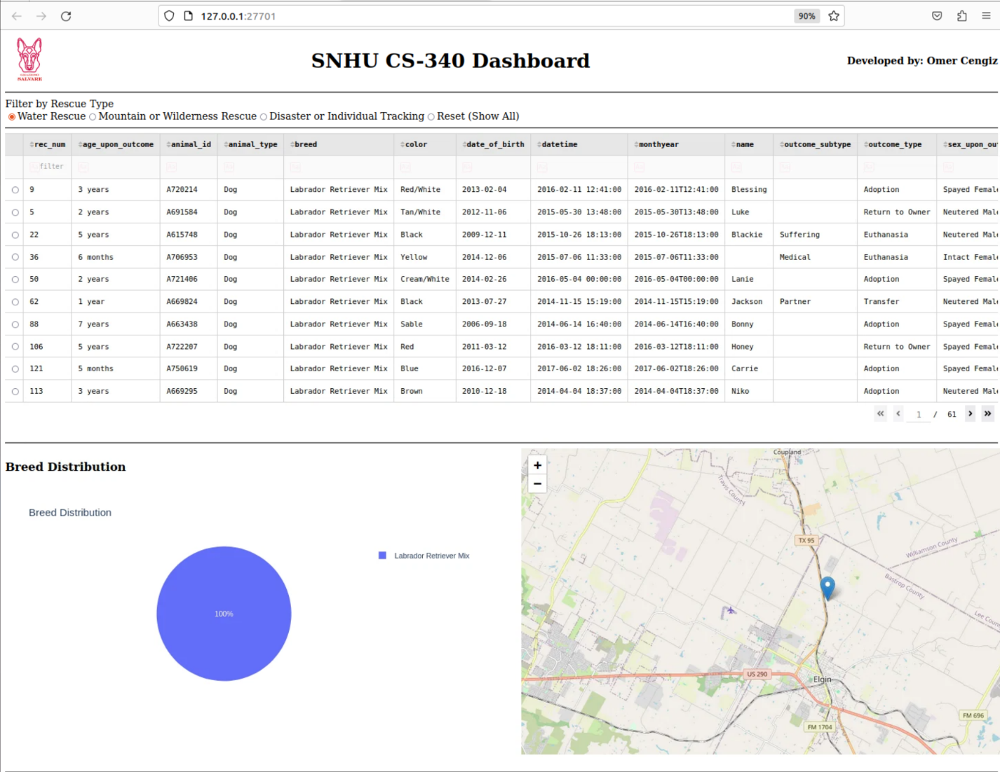 127.0.0.1:27701
90%
SALVARE
SNHU CS-340 Dashboard
Developed by: Omer Cengiz
Filter by Rescue Type
Water Rescue Mountain or Wilderness Rescue Disaster or Individual Tracking Reset (Show All)
rec_num age_upon_outcome animal_id animal_type breed color date_of_birth datetime monthyear name outcome_subtype outcome_type sex_upon_ou
filter
9 3 years A720214 Dog Labrador Retriever Mix Red/White 2013-02-04 2016-02-11 12:41:00 2016-02-11T12:41:00 Blessing Adoption Spayed Female
5 2 years A691584 Dog Labrador Retriever Mix Tan/White 2012-11-06 2015-05-30 13:48:00 2015-05-30T13:48:00 Luke Return to Owner Neutered Male
22 5 years A615748 Dog Labrador Retriever Mix Black 2009-12-11 2015-10-26 18:13:00 2015-10-26T18:13:00 Blackie Suffering Euthanasia Neutered Male
36 6 months A706953 Dog Labrador Retriever Mix Yellow 2014-12-06 2015-07-06 11:33:00 2015-07-06T11:33:00 Medical Euthanasia Intact Female
50 2 years A721406 Dog Labrador Retriever Mix Cream/White 2014-02-26 2016-05-04 00:00:00 2016-05-04T00:00:00 Lanie Adoption Spayed Female
62 1 year A669824 Dog Labrador Retriever Mix Black 2013-07-27 2014-11-15 15:19:00 2014-11-15T15:19:00 Jackson Partner Transfer Neutered Male
88 7 years A663438 Dog Labrador Retriever Mix Sable 2006-09-18 2014-06-14 16:40:00 2014-06-14T16:40:00 Bonny Adoption Spayed Female
106 5 years A722207 Dog Labrador Retriever Mix Red 2011-03-12 2016-03-12 18:11:00 2016-03-12T18:11:00 Honey Return to Owner Spayed Female
121 5 months A750619 Dog Labrador Retriever Mix Blue 2016-12-07 2017-06-02 18:26:00 2017-06-02T18:26:00 Carrie Adoption Spayed Female
113 3 years A669295 Dog Labrador Retriever Mix Brown 2010-12-18 2014-04-04 18:37:00 2014-04-04T18:37:00 Niko Adoption Neutered Male
« ‹ 1 / 61 › »
Breed Distribution
Breed Distribution
Labrador Retriever Mix
100%
+
−
Coupland
Travis County
TX 95
Williamson County
Bastrop County
Lee Coun
US 290
Elgin
FM 696
FM 1704